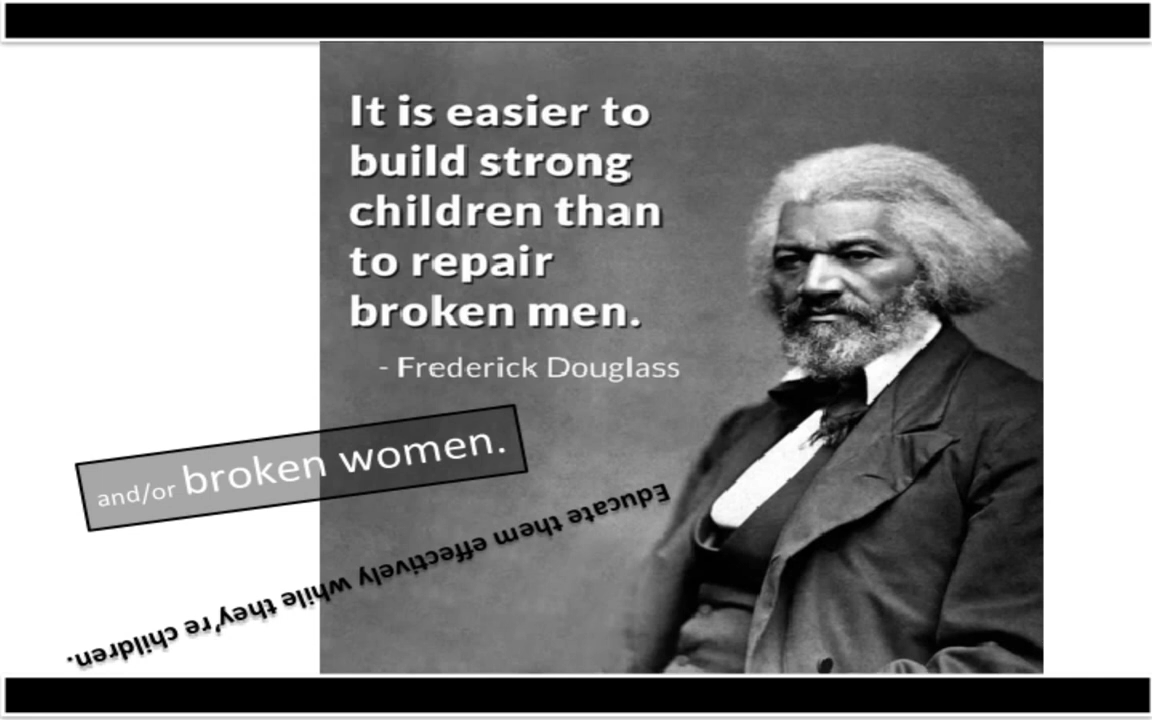 It is easier to
build strong
children than
to repair
broken men.
- Frederick Douglass
and/or broken women.
Educate them effectively while they're children.